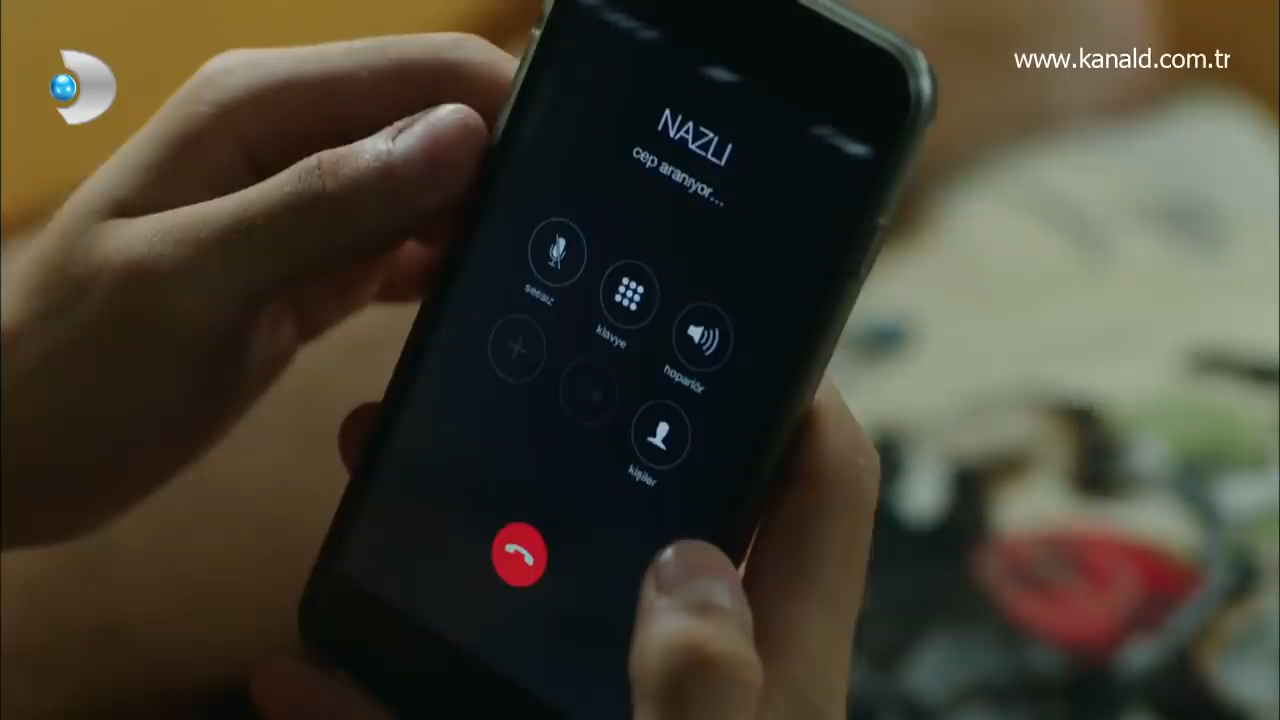 www.kanald.com.tr
NAZLI
cep aranıyor...
sessiz
klavye
hoparlör
kişiler